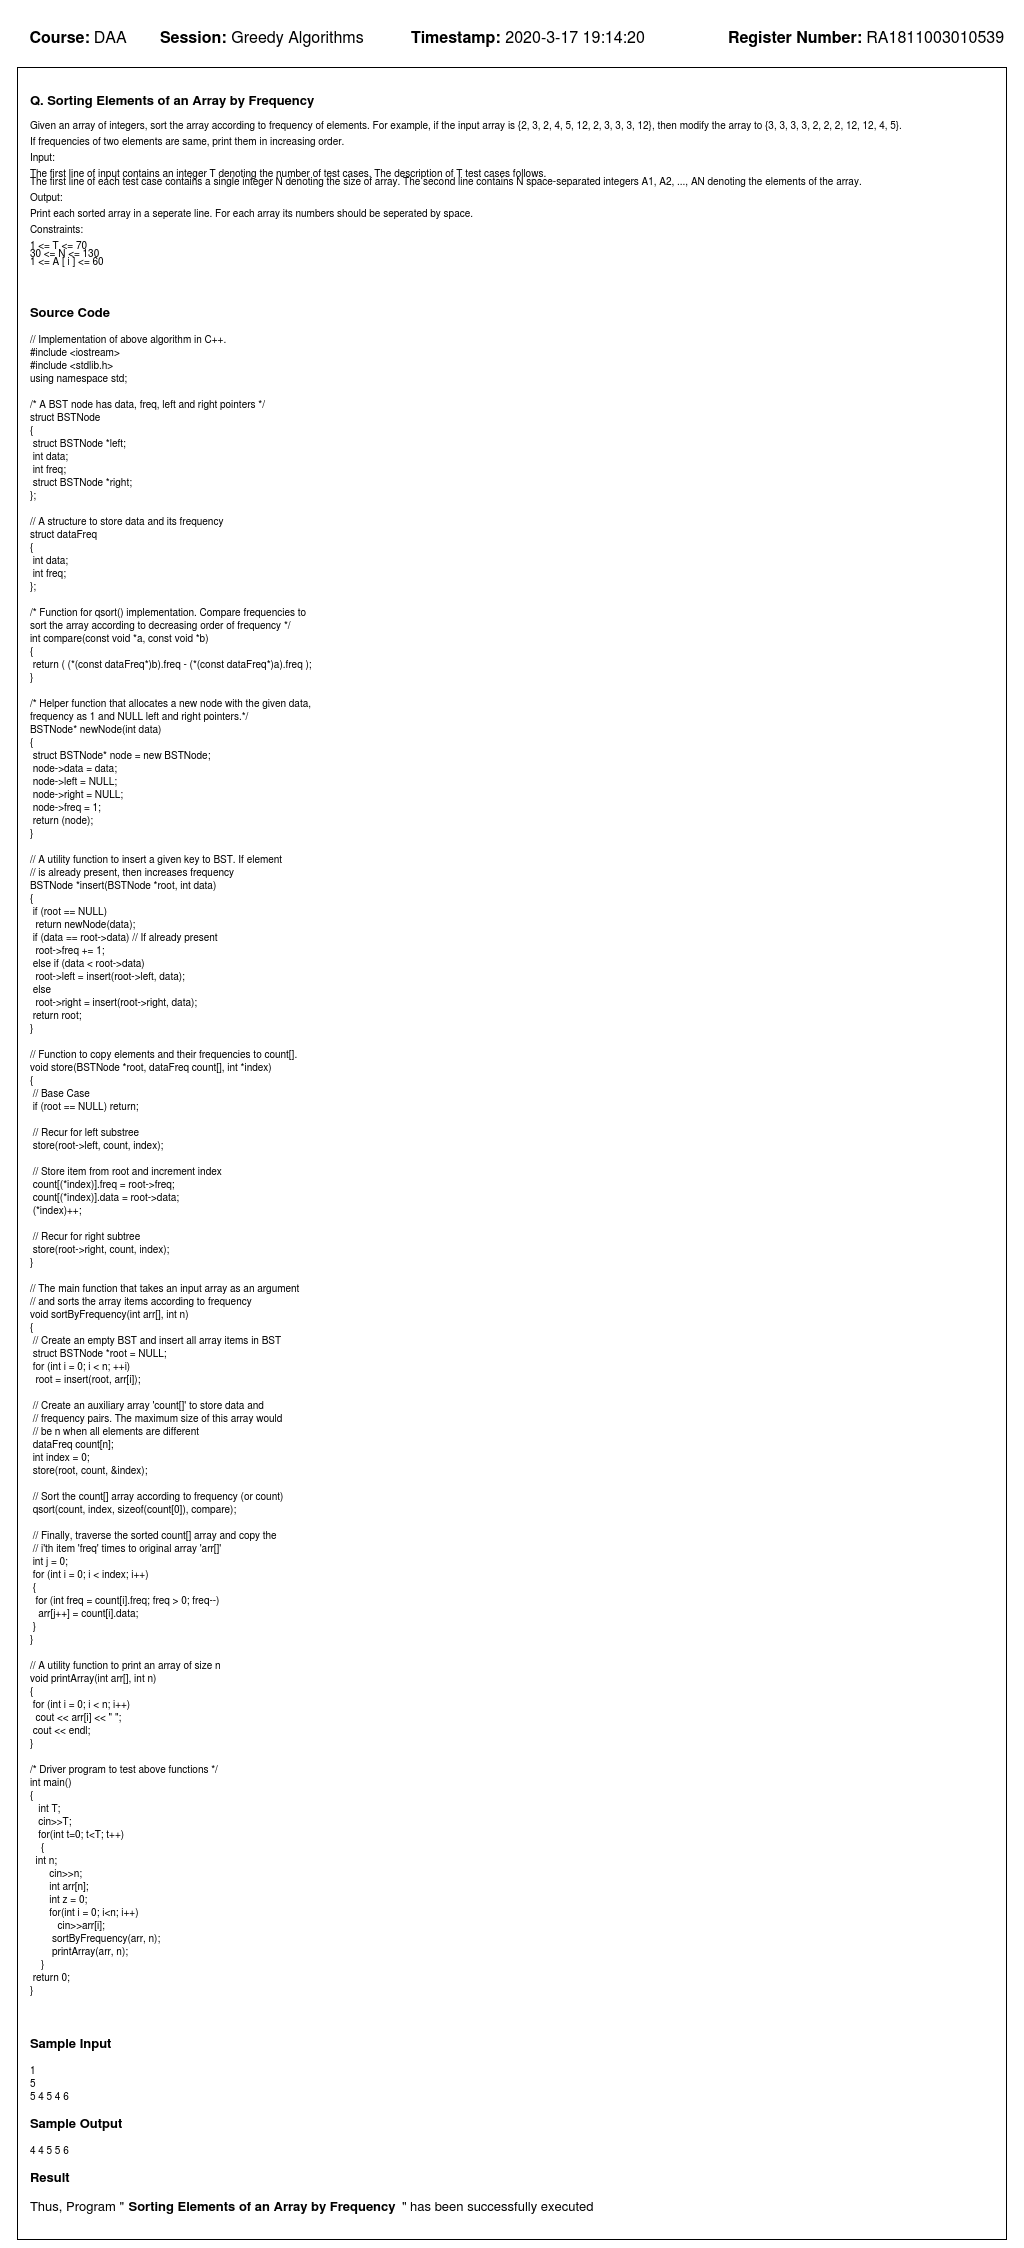 Course: DAA Session: Greedy Algorithms Timestamp: 2020-3-17 19:14:20 Register Number: RA1811003010539
Q. Sorting Elements of an Array by Frequency
Given an array of integers, sort the array according to frequency of elements. For example, if the input array is {2, 3, 2, 4, 5, 12, 2, 3, 3, 3, 12}, then modify the array to {3, 3, 3, 3, 2, 2, 2, 12, 12, 4, 5}.
If frequencies of two elements are same, print them in increasing order.
Input:
The first line of input contains an integer T denoting the number of test cases. The description of T test cases follows.
The first line of each test case contains a single integer N denoting the size of array. The second line contains N space-separated integers A1, A2, ..., AN denoting the elements of the array.
Output:
Print each sorted array in a seperate line. For each array its numbers should be seperated by space.
Constraints:
1 <= T <= 70
30 <= N <= 130
1 <= A [ i ] <= 60
Source Code
// Implementation of above algorithm in C++.
#include <iostream>
#include <stdlib.h>
using namespace std;
/* A BST node has data, freq, left and right pointers */
struct BSTNode
{
struct BSTNode *left;
int data;
int freq;
struct BSTNode *right;
};
// A structure to store data and its frequency
struct dataFreq
{
int data;
int freq;
};
/* Function for qsort() implementation. Compare frequencies to
sort the array according to decreasing order of frequency */
int compare(const void *a, const void *b)
{
return ( (*(const dataFreq*)b).freq - (*(const dataFreq*)a).freq );
}
/* Helper function that allocates a new node with the given data,
frequency as 1 and NULL left and right pointers.*/
BSTNode* newNode(int data)
{
struct BSTNode* node = new BSTNode;
node->data = data;
node->left = NULL;
node->right = NULL;
node->freq = 1;
return (node);
}
// A utility function to insert a given key to BST. If element
// is already present, then increases frequency
BSTNode *insert(BSTNode *root, int data)
{
if (root == NULL)
return newNode(data);
if (data == root->data) // If already present
root->freq += 1;
else if (data < root->data)
root->left = insert(root->left, data);
else
root->right = insert(root->right, data);
return root;
}
// Function to copy elements and their frequencies to count[].
void store(BSTNode *root, dataFreq count[], int *index)
{
// Base Case
if (root == NULL) return;
// Recur for left substree
store(root->left, count, index);
// Store item from root and increment index
count[(*index)].freq = root->freq;
count[(*index)].data = root->data;
(*index)++;
// Recur for right subtree
store(root->right, count, index);
}
// The main function that takes an input array as an argument
// and sorts the array items according to frequency
void sortByFrequency(int arr[], int n)
{
// Create an empty BST and insert all array items in BST
struct BSTNode *root = NULL;
for (int i = 0; i < n; ++i)
root = insert(root, arr[i]);
// Create an auxiliary array 'count[]' to store data and
// frequency pairs. The maximum size of this array would
// be n when all elements are different
dataFreq count[n];
int index = 0;
store(root, count, &index);
// Sort the count[] array according to frequency (or count)
qsort(count, index, sizeof(count[0]), compare);
// Finally, traverse the sorted count[] array and copy the
// i'th item 'freq' times to original array 'arr[]'
int j = 0;
for (int i = 0; i < index; i++)
{
for (int freq = count[i].freq; freq > 0; freq--)
arr[j++] = count[i].data;
}
}
// A utility function to print an array of size n
void printArray(int arr[], int n)
{
for (int i = 0; i < n; i++)
cout << arr[i] << " ";
cout << endl;
}
/* Driver program to test above functions */
int main()
{
int T;
cin>>T;
for(int t=0; t<T; t++)
{
int n;
cin>>n;
int arr[n];
int z = 0;
for(int i = 0; i<n; i++)
cin>>arr[i];
sortByFrequency(arr, n);
printArray(arr, n);
}
return 0;
}
Sample Input
1
5
5 4 5 4 6
Sample Output
4 4 5 5 6
Result
Thus, Program " Sorting Elements of an Array by Frequency " has been successfully executed